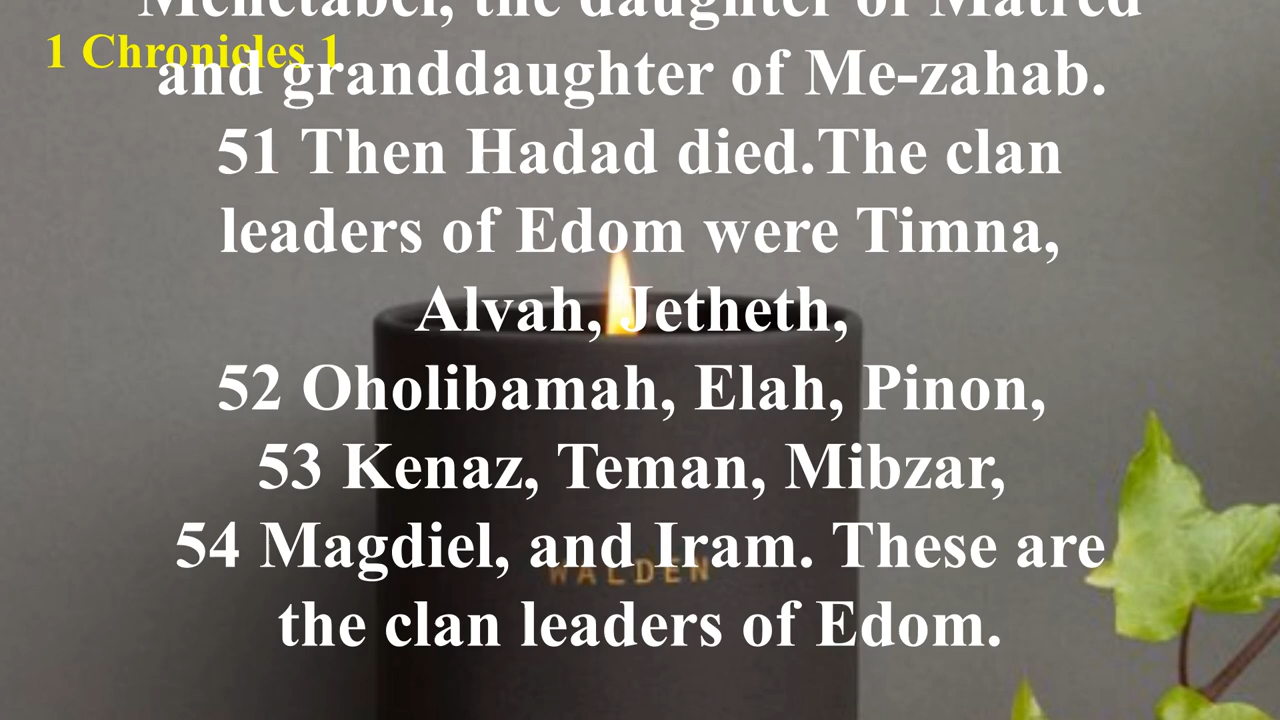 Mehetabel, the daughter of Matred
1 Chronicles 1
and granddaughter of Me-zahab.
51 Then Hadad died.The clan
leaders of Edom were Timna,
Alvah, Jetheth,
52 Oholibamah, Elah, Pinon,
53 Kenaz, Teman, Mibzar,
54 Magdiel, and Iram. These are
WALDEN
the clan leaders of Edom.